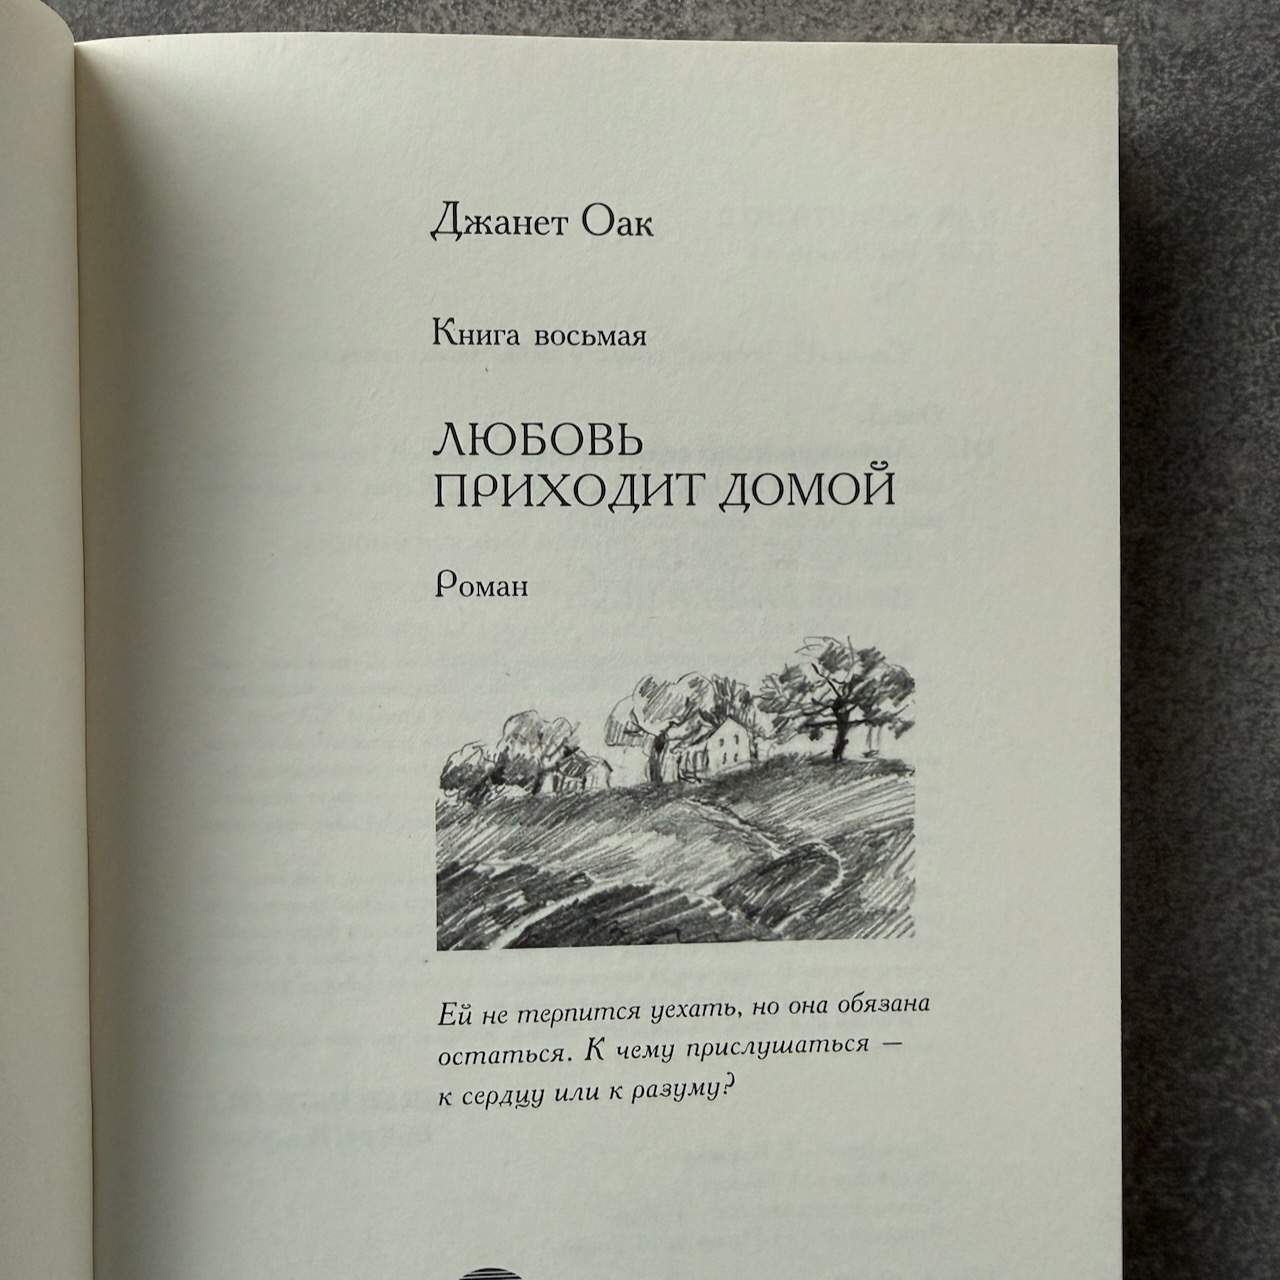 Джанет Оак
Книга восьмая
ЛЮБОВЬ
ПРИХОДИТ ДОМОЙ
Роман
Ей не терпится уехать, но она обязана
остаться. К чему прислушаться —
к сердцу или к разуму?